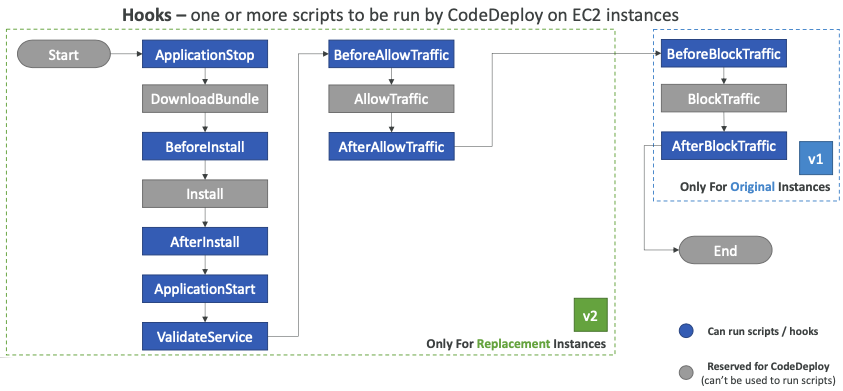 Hooks – one or more scripts to be run by CodeDeploy on EC2 instances
Start
ApplicationStop
DownloadBundle
BeforeInstall
Install
AfterInstall
ApplicationStart
ValidateService
BeforeAllowTraffic
AllowTraffic
AfterAllowTraffic
v2
Only For Replacement Instances
BeforeBlockTraffic
BlockTraffic
AfterBlockTraffic
v1
Only For Original Instances
End
Can run scripts / hooks
Reserved for CodeDeploy
(can't be used to run scripts)